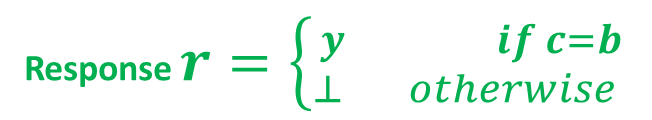 Response r = { y if c=b
⊥ otherwise